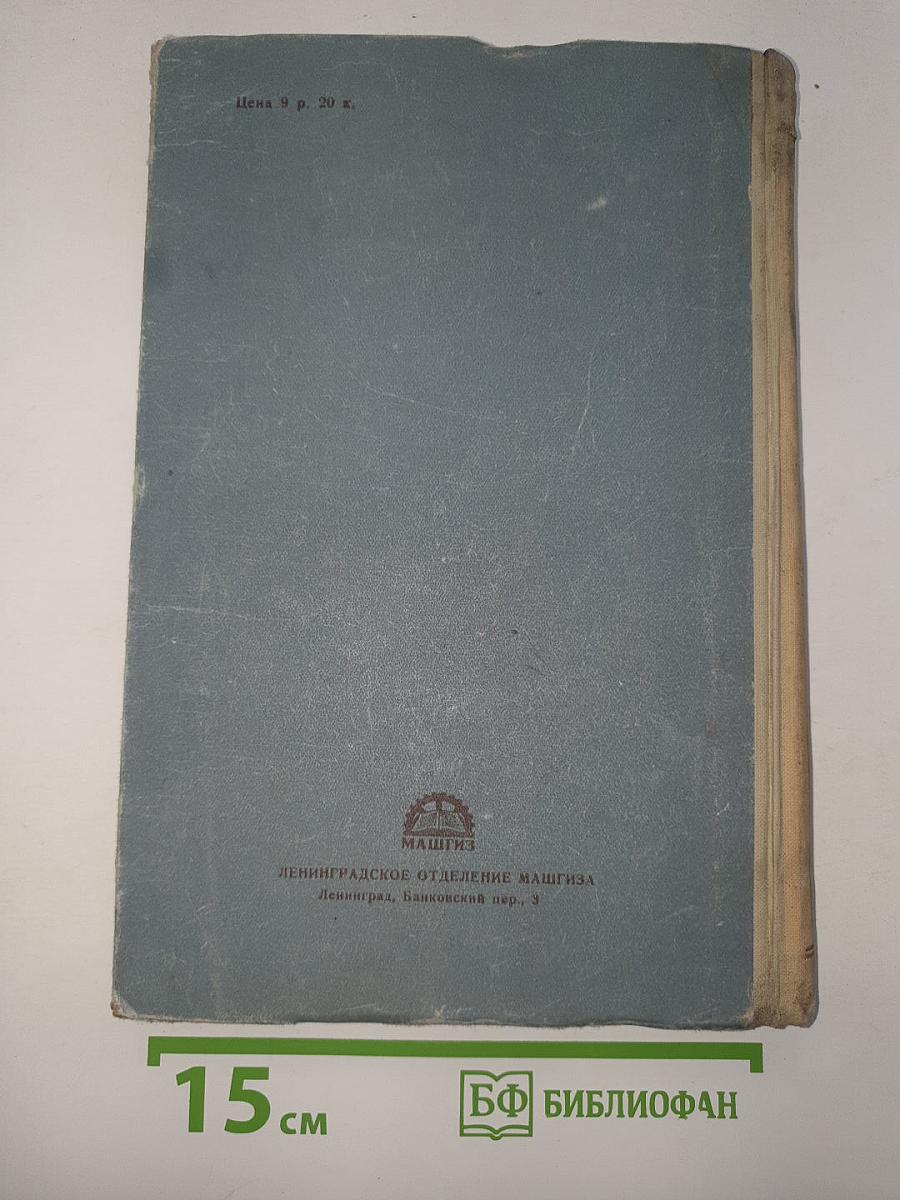 Цена 9 р. 20 к.
МАШГИЗ
ЛЕНИНГРАДСКОЕ ОТДЕЛЕНИЕ МАШГИЗА
Ленинград, Банковский пер., 3
15 см
БФ БИБЛИОФАН